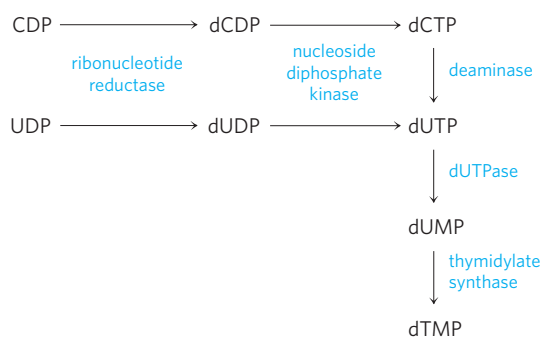 CDP dCDP dCTP
ribonucleotide
reductase
nucleoside
diphosphate
kinase
deaminase
UDP dUDP dUTP
dUTPase
dUMP
thymidylate
synthase
dTMP